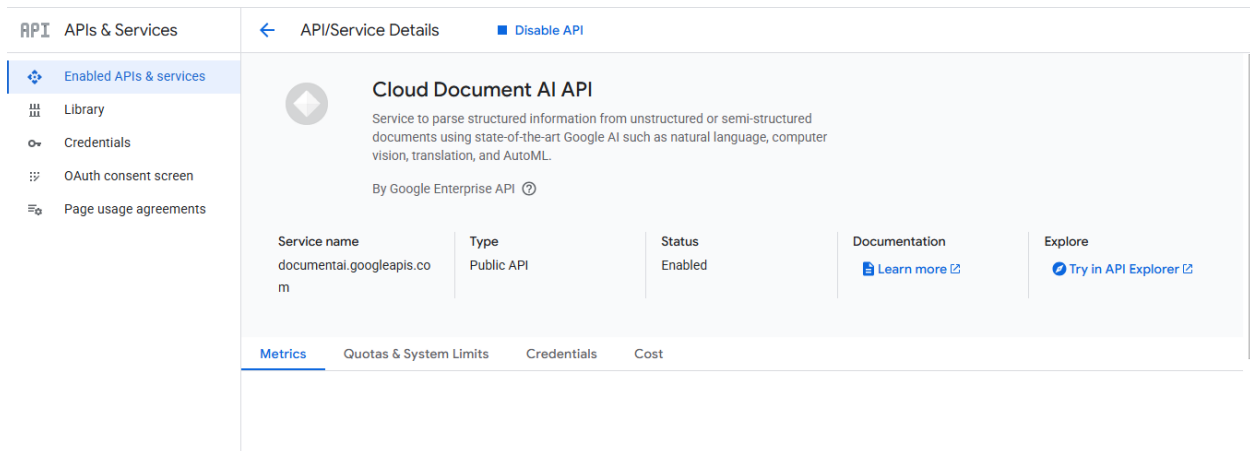 API APIs & Services
API/Service Details
Disable API
Enabled APIs & services
Library
Credentials
OAuth consent screen
Page usage agreements
Cloud Document AI API
Service to parse structured information from unstructured or semi-structured
documents using state-of-the-art Google AI such as natural language, computer
vision, translation, and AutoML.
By Google Enterprise API
Service name
documentai.googleapis.co
m
Type
Public API
Status
Enabled
Documentation
Learn more
Explore
Try in API Explorer
Metrics
Quotas & System Limits
Credentials
Cost